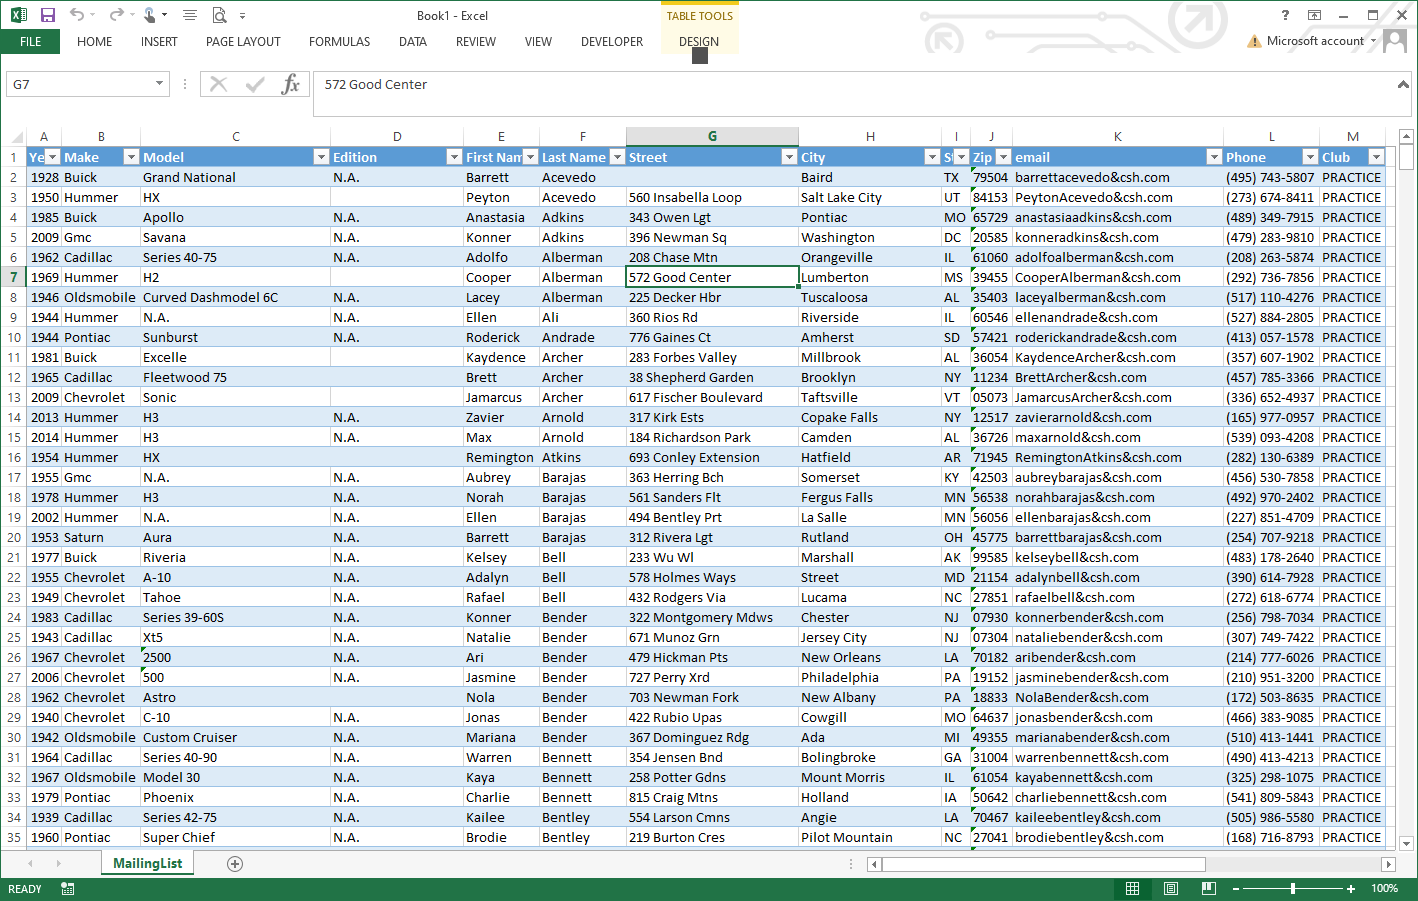 Book1 - Excel
TABLE TOOLS
?
FILE HOME INSERT PAGE LAYOUT FORMULAS DATA REVIEW VIEW DEVELOPER DESIGN Microsoft account
G7 fx 572 Good Center
A B C D E F G H I J K L M
1 Ye Make Model Edition First Nam Last Name Street City St Zip email Phone Club
2 1928 Buick Grand National N.A. Barrett Acevedo Baird TX 79504 barrettacevedo&csh.com (495) 743-5807 PRACTICE
3 1950 Hummer HX Peyton Acevedo 560 Insabella Loop Salt Lake City UT 84153 PeytonAcevedo&csh.com (273) 674-8411 PRACTICE
4 1985 Buick Apollo N.A. Anastasia Adkins 343 Owen Lgt Pontiac MO 65729 anastasiaadkins&csh.com (489) 349-7915 PRACTICE
5 2009 Gmc Savana N.A. Konner Adkins 396 Newman Sq Washington DC 20585 konneradkins&csh.com (479) 283-9810 PRACTICE
6 1962 Cadillac Series 40-75 N.A. Adolfo Alberman 208 Chase Mtn Orangeville IL 61060 adolfoalberman&csh.com (208) 263-5874 PRACTICE
7 1969 Hummer H2 Cooper Alberman 572 Good Center Lumberton MS 39455 CooperAlberman&csh.com (292) 736-7856 PRACTICE
8 1946 Oldsmobile Curved Dashmodel 6C N.A. Lacey Alberman 225 Decker Hbr Tuscaloosa AL 35403 laceyalberman&csh.com (517) 110-4276 PRACTICE
9 1944 Hummer N.A. N.A. Ellen Ali 360 Rios Rd Riverside IL 60546 ellenandrade&csh.com (527) 884-2805 PRACTICE
10 1944 Pontiac Sunburst N.A. Roderick Andrade 776 Gaines Ct Amherst SD 57421 roderickandrade&csh.com (413) 057-1578 PRACTICE
11 1981 Buick Excelle Kaydence Archer 283 Forbes Valley Millbrook AL 36054 KaydenceArcher&csh.com (357) 607-1902 PRACTICE
12 1965 Cadillac Fleetwood 75 Brett Archer 38 Shepherd Garden Brooklyn NY 11234 BrettArcher&csh.com (457) 785-3366 PRACTICE
13 2009 Chevrolet Sonic Jamarcus Archer 617 Fischer Boulevard Taftsville VT 05073 JamarcusArcher&csh.com (336) 652-4937 PRACTICE
14 2013 Hummer H3 N.A. Zavier Arnold 317 Kirk Ests Copake Falls NY 12517 zavierarnold&csh.com (165) 977-0957 PRACTICE
15 2014 Hummer H3 N.A. Max Arnold 184 Richardson Park Camden AL 36726 maxarnold&csh.com (539) 093-4208 PRACTICE
16 1954 Hummer HX Remington Atkins 693 Conley Extension Hatfield AR 71945 RemingtonAtkins&csh.com (282) 130-6389 PRACTICE
17 1955 Gmc N.A. N.A. Aubrey Barajas 363 Herring Bch Somerset KY 42503 aubreybarajas&csh.com (456) 530-7858 PRACTICE
18 1978 Hummer H3 N.A. Norah Barajas 561 Sanders Flt Fergus Falls MN 56538 norahbarajas&csh.com (492) 970-2402 PRACTICE
19 2002 Hummer N.A. N.A. Ellen Barajas 494 Bentley Prt La Salle MN 56056 ellenbarajas&csh.com (227) 851-4709 PRACTICE
20 1953 Saturn Aura N.A. Barrett Barajas 312 Rivera Lgt Rutland OH 45775 barrettbarajas&csh.com (254) 707-9218 PRACTICE
21 1977 Buick Riveria N.A. Kelsey Bell 233 Wu Wl Marshall AK 99585 kelseybell&csh.com (483) 178-2640 PRACTICE
22 1955 Chevrolet A-10 N.A. Adalyn Bell 578 Holmes Ways Street MD 21154 adalynbell&csh.com (390) 614-7928 PRACTICE
23 1949 Chevrolet Tahoe N.A. Rafael Bell 432 Rodgers Via Lucama NC 27851 rafaelbell&csh.com (272) 618-6774 PRACTICE
24 1983 Cadillac Series 39-60S N.A. Konner Bender 322 Montgomery Mdws Chester NJ 07930 konnerbender&csh.com (256) 798-7034 PRACTICE
25 1943 Cadillac Xt5 N.A. Natalie Bender 671 Munoz Grn Jersey City NJ 07304 nataliebender&csh.com (307) 749-7422 PRACTICE
26 1967 Chevrolet 2500 N.A. Ari Bender 479 Hickman Pts New Orleans LA 70182 aribender&csh.com (214) 777-6026 PRACTICE
27 2006 Chevrolet 500 N.A. Jasmine Bender 727 Perry Xrd Philadelphia PA 19152 jasminebender&csh.com (210) 951-3200 PRACTICE
28 1962 Chevrolet Astro Nola Bender 703 Newman Fork New Albany PA 18833 NolaBender&csh.com (172) 503-8635 PRACTICE
29 1940 Chevrolet C-10 N.A. Jonas Bender 422 Rubio Upas Cowgill MO 64637 jonasbender&csh.com (466) 383-9085 PRACTICE
30 1942 Oldsmobile Custom Cruiser N.A. Mariana Bender 367 Dominguez Rdg Ada MI 49355 marianabender&csh.com (510) 413-1441 PRACTICE
31 1964 Cadillac Series 40-90 N.A. Warren Bennett 354 Jensen Bnd Bolingbroke GA 31004 warrenbennett&csh.com (490) 413-4213 PRACTICE
32 1967 Oldsmobile Model 30 N.A. Kaya Bennett 258 Potter Gdns Mount Morris IL 61054 kayabennett&csh.com (325) 298-1075 PRACTICE
33 1979 Pontiac Phoenix N.A. Charlie Bennett 815 Craig Mtns Holland IA 50642 charliebennett&csh.com (541) 809-5843 PRACTICE
34 1939 Cadillac Series 42-75 N.A. Kailee Bentley 554 Larson Cmns Angie LA 70467 kaileebentley&csh.com (505) 986-5580 PRACTICE
35 1960 Pontiac Super Chief N.A. Brodie Bentley 219 Burton Cres Pilot Mountain NC 27041 brodiebentley&csh.com (168) 716-8793 PRACTICE
MailingList
READY 100%